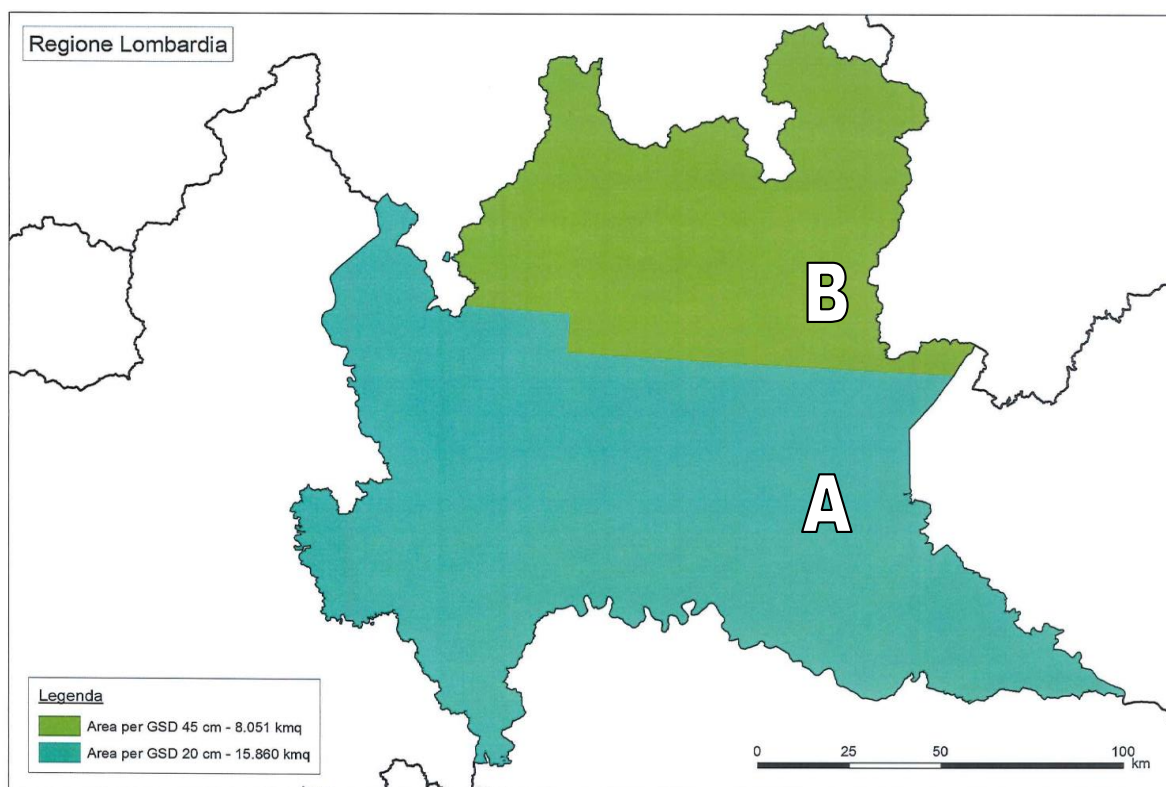 Regione Lombardia
B
A
Legenda
Area per GSD 45 cm - 8.051 kmq
Area per GSD 20 cm - 15.860 kmq
0 25 50 100
km